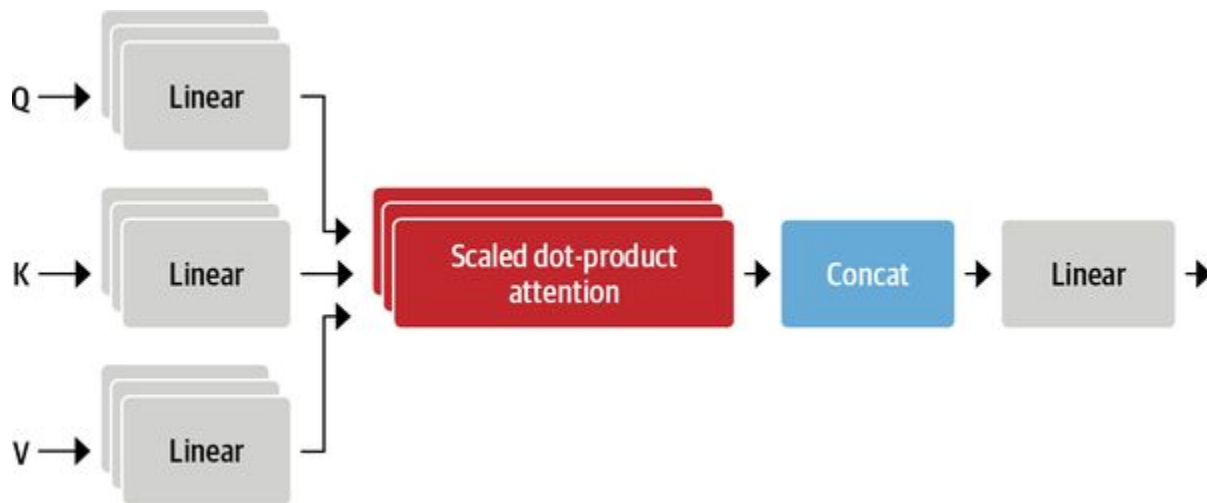 Q
Linear
K
Linear
V
Linear
Scaled dot-product
attention
Concat
Linear